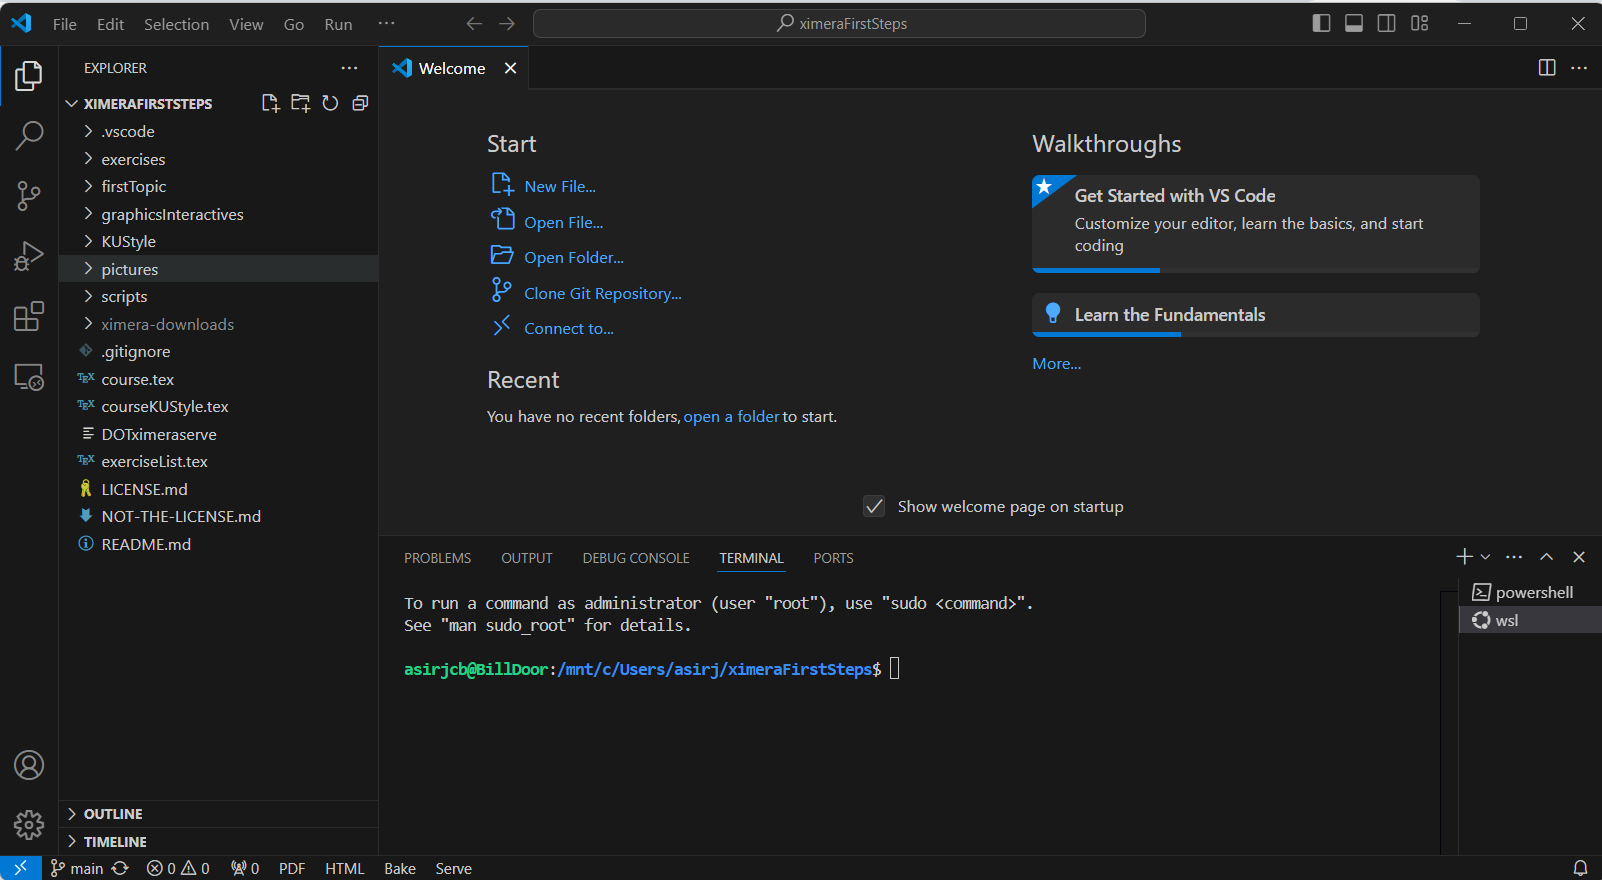 File Edit Selection View Go Run ···
ximeraFirstSteps
EXPLORER
XIMERAFIRSTSTEPS
.vscode
exercises
firstTopic
graphicsInteractives
KUStyle
pictures
scripts
ximera-downloads
.gitignore
TEX course.tex
TEX courseKUStyle.tex
DOTximeraserve
TEX exerciseList.tex
LICENSE.md
NOT-THE-LICENSE.md
README.md
OUTLINE
TIMELINE
Welcome
Start
New File...
Open File...
Open Folder...
Clone Git Repository...
Connect to...
Recent
You have no recent folders, open a folder to start.
Walkthroughs
Get Started with VS Code
Customize your editor, learn the basics, and start
coding
Learn the Fundamentals
More...
Show welcome page on startup
PROBLEMS OUTPUT DEBUG CONSOLE TERMINAL PORTS
To run a command as administrator (user "root"), use "sudo <command>".
See "man sudo_root" for details.
asirjcb@BillDoor:/mnt/c/Users/asirj/ximeraFirstSteps$
powershell
wsl
main 0 0 0 PDF HTML Bake Serve